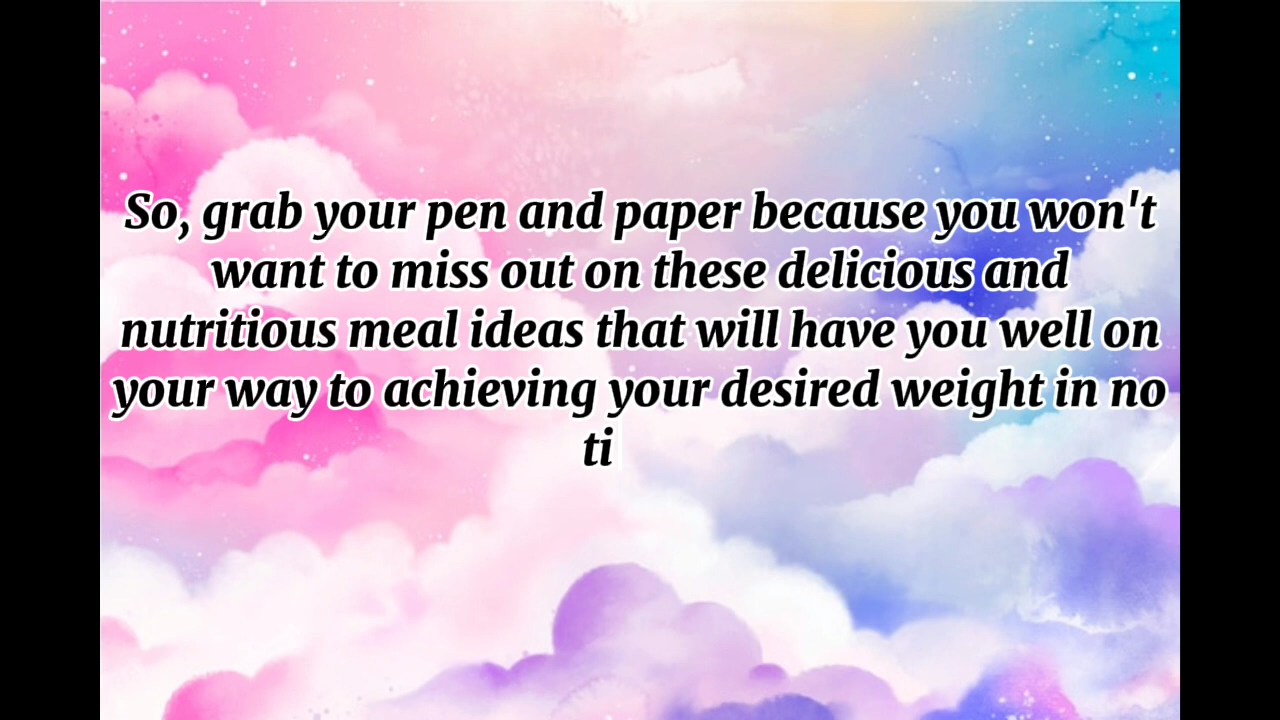 So, grab your pen and paper because you won't
want to miss out on these delicious and
nutritious meal ideas that will have you well on
your way to achieving your desired weight in no
ti